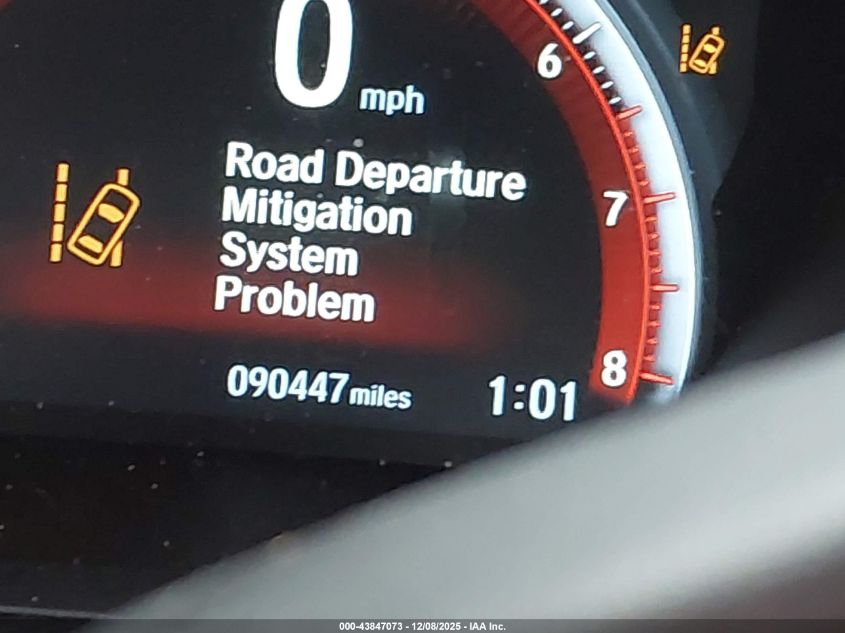 0 mph
6
Road Departure
Mitigation
System
Problem
7
8
090447 miles
1:01
000-43847073 - 12/08/2025 - IAA Inc.